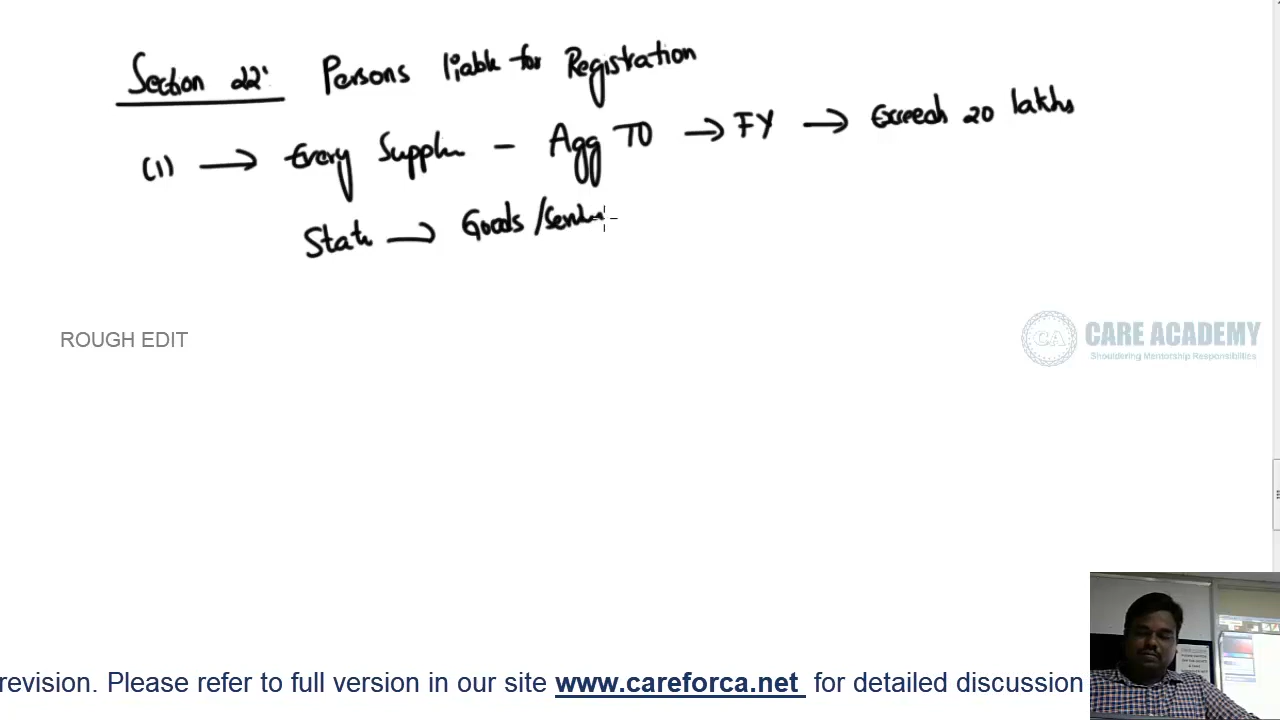 Section 22: Persons liable for Registration
(1) → Every Supplier - Agg TO → FY → Exceeds 20 lakhs
State → Goods/Service
ROUGH EDIT
CA CARE ACADEMY
Shouldering Mentorship Responsibilities
revision. Please refer to full version in our site www.careforca.net for detailed discussion